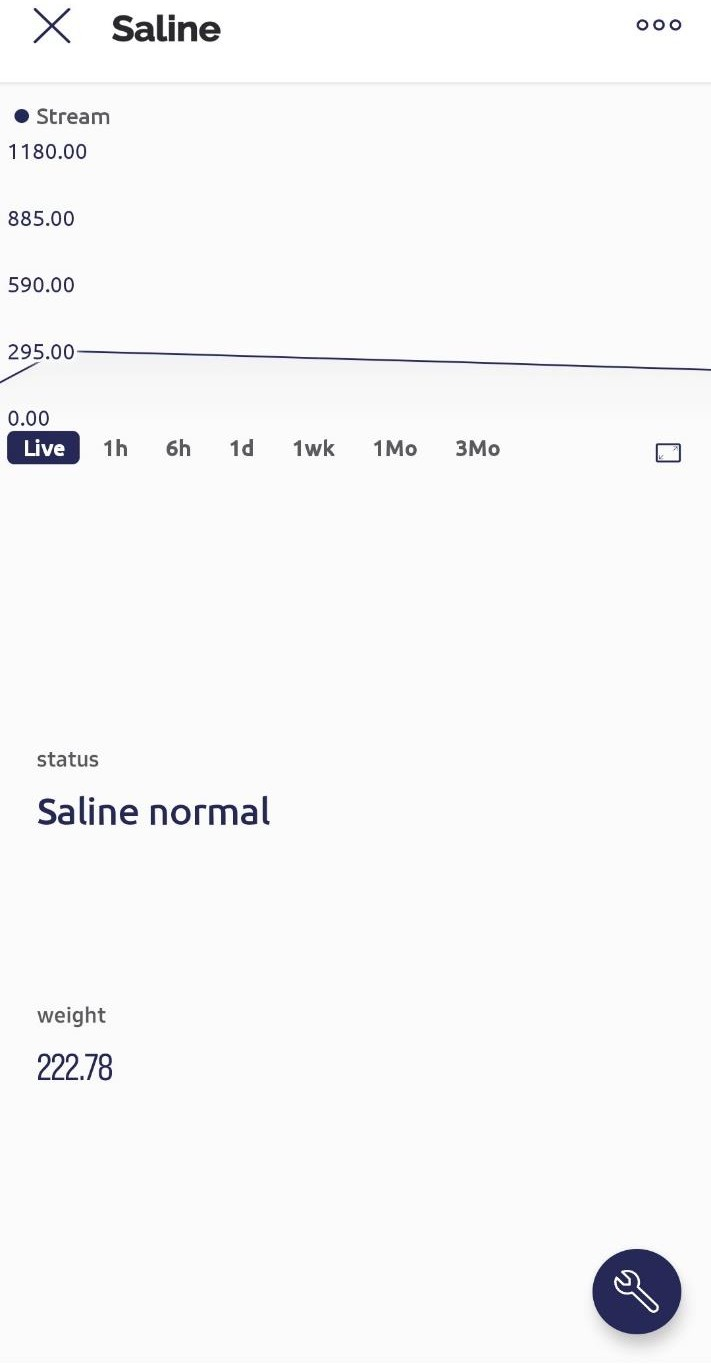 Saline
Stream
1180.00
885.00
590.00
295.00
0.00
Live 1h 6h 1d 1wk 1Mo 3Mo
status
Saline normal
weight
222.78